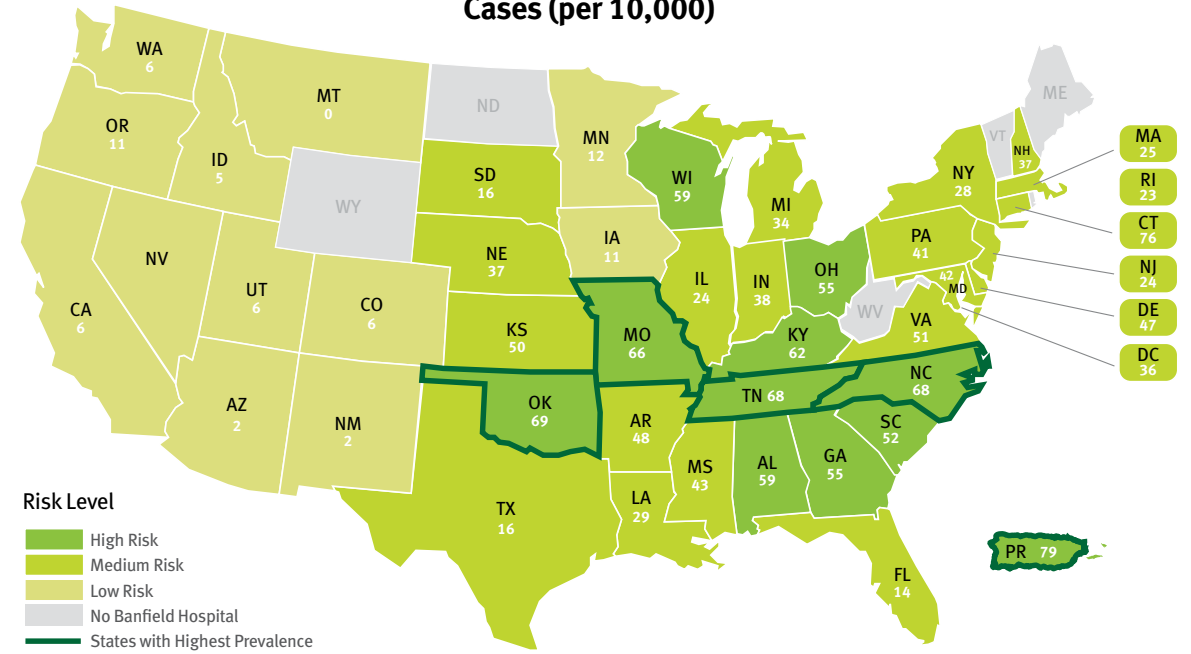 Cases (per 10,000)
WA
6
OR
11
ID
5
MT
0
ND
MN
12
WI
59
MI
34
SD
16
WY
NE
37
IA
11
NV
UT
6
CO
6
CA
6
KS
50
MO
66
IL
24
IN
38
OH
55
KY
62
WV
VA
51
PA
41
NY
28
VT
NH
37
ME
42
MD
MA
25
RI
23
CT
76
NJ
24
DE
47
DC
36
AZ
2
NM
2
OK
69
AR
48
TN 68
NC
68
SC
52
MS
43
AL
59
GA
55
TX
16
LA
29
FL
14
PR 79
Risk Level
High Risk
Medium Risk
Low Risk
No Banfield Hospital
States with Highest Prevalence